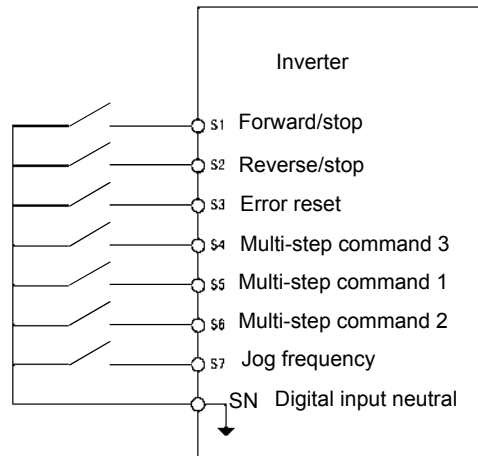 Inverter
S1 Forward/stop
S2 Reverse/stop
S3 Error reset
S4 Multi-step command 3
S5 Multi-step command 1
S6 Multi-step command 2
S7 Jog frequency
SN Digital input neutral